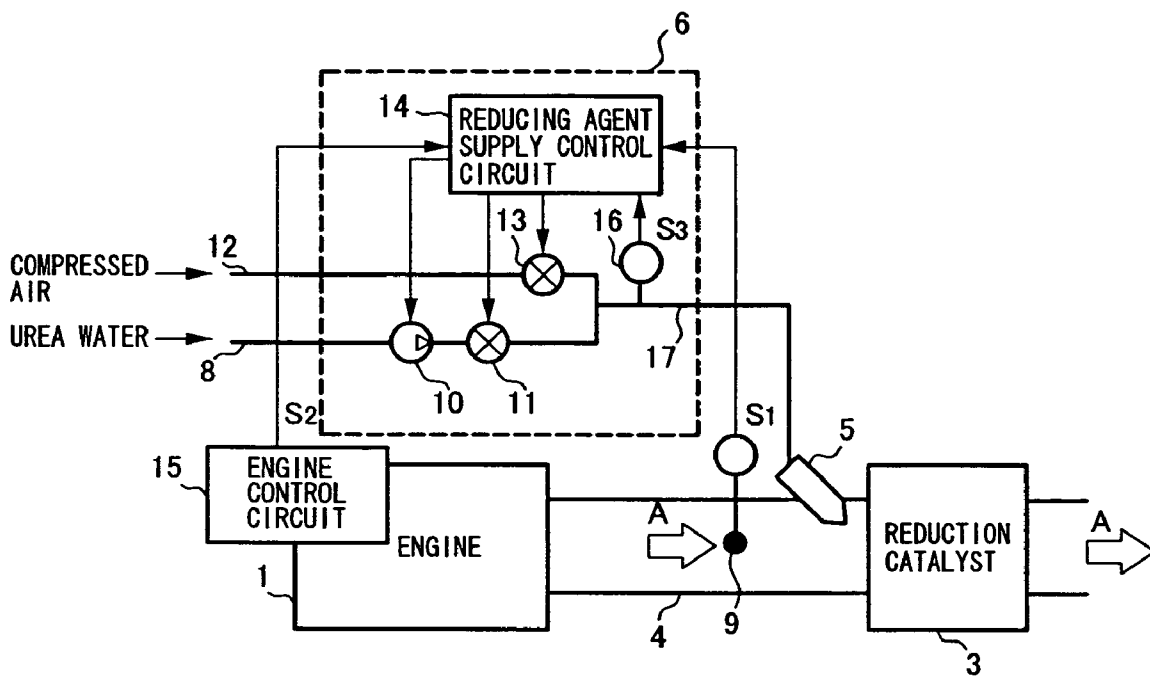 6
14
REDUCING AGENT
SUPPLY CONTROL
CIRCUIT
13
16
S3
12
COMPRESSED
AIR
UREA WATER
8
10
11
17
S2
S1
5
15
ENGINE
CONTROL
CIRCUIT
ENGINE
A
REDUCTION
CATALYST
A
1
4
9
3